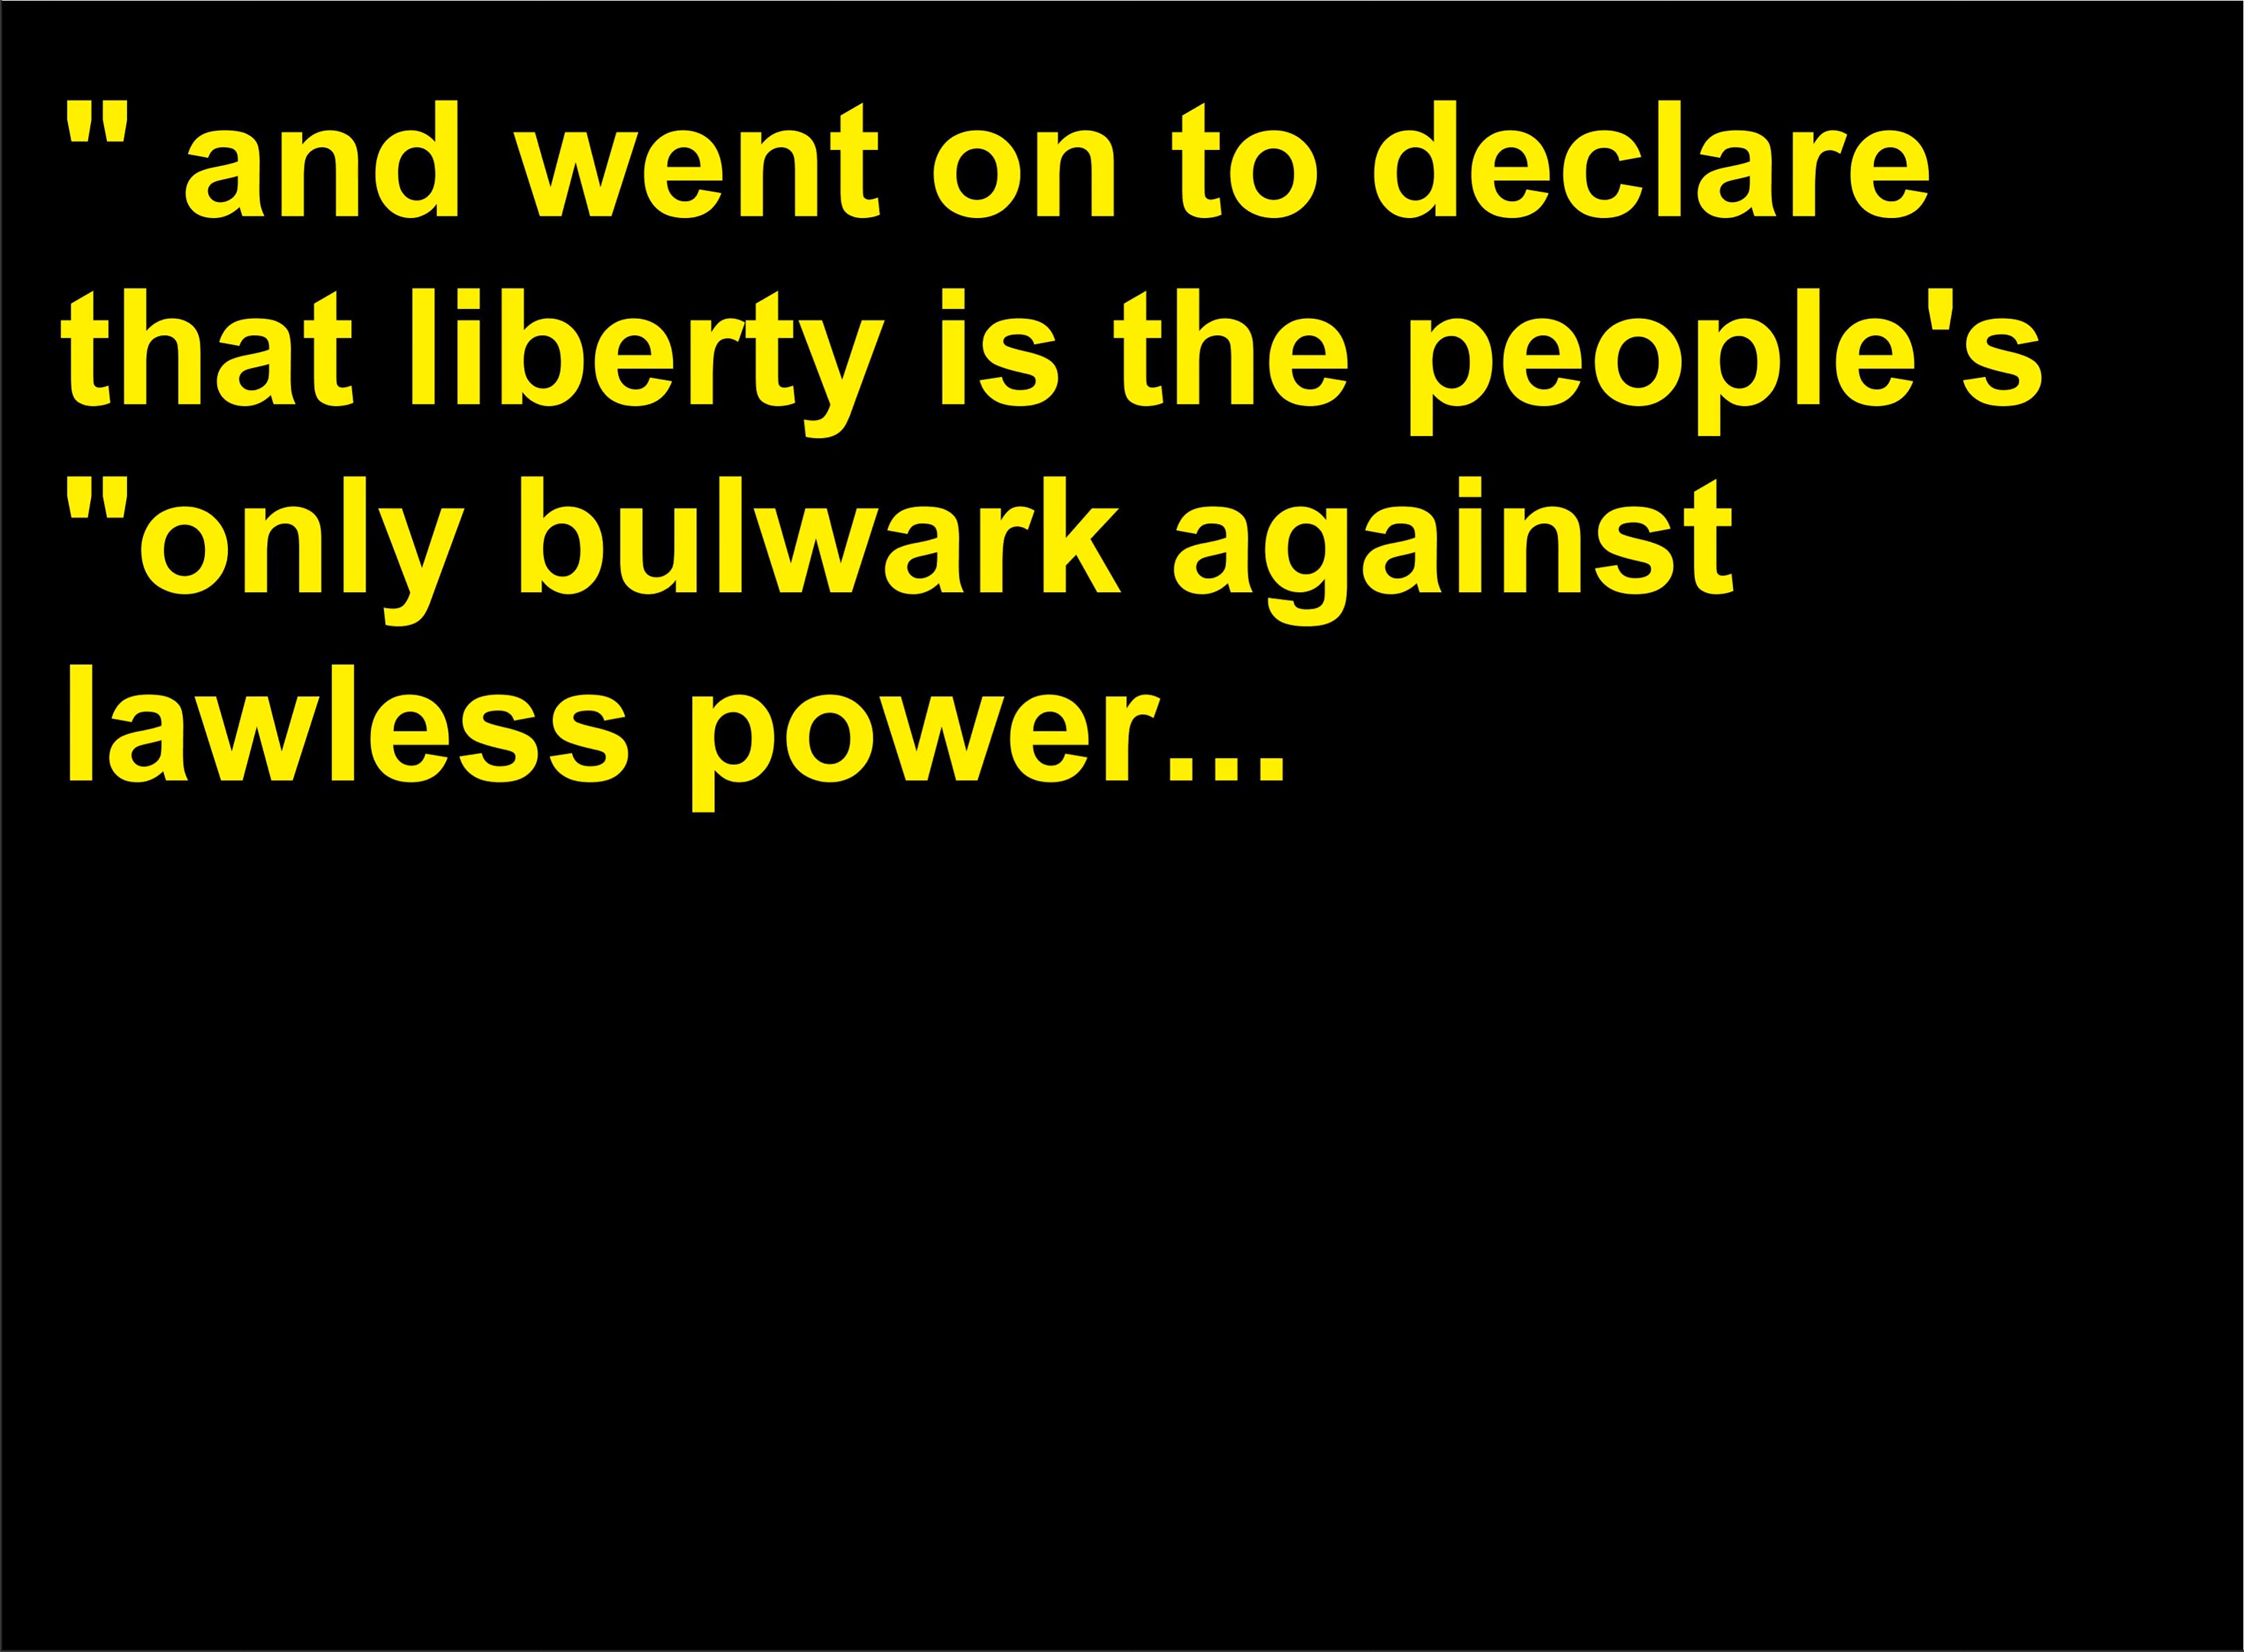 " and went on to declare
that liberty is the people's
"only bulwark against
lawless power...